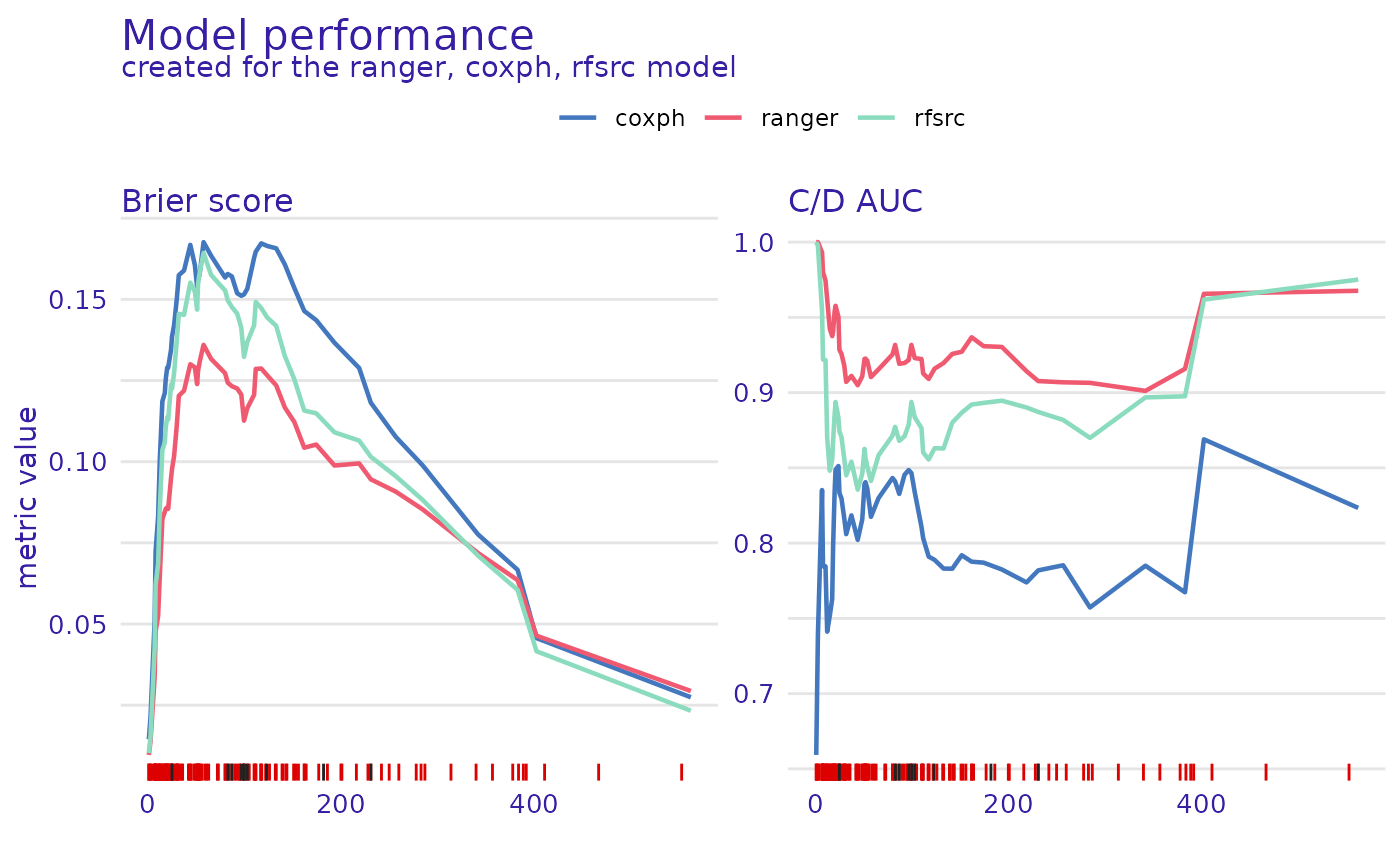 Model performance
created for the ranger, coxph, rfsrc model
coxph ranger rfsrc
Brier score
C/D AUC
metric value
0.15
0.10
0.05
0 200 400
1.0
0.9
0.8
0.7
0 200 400